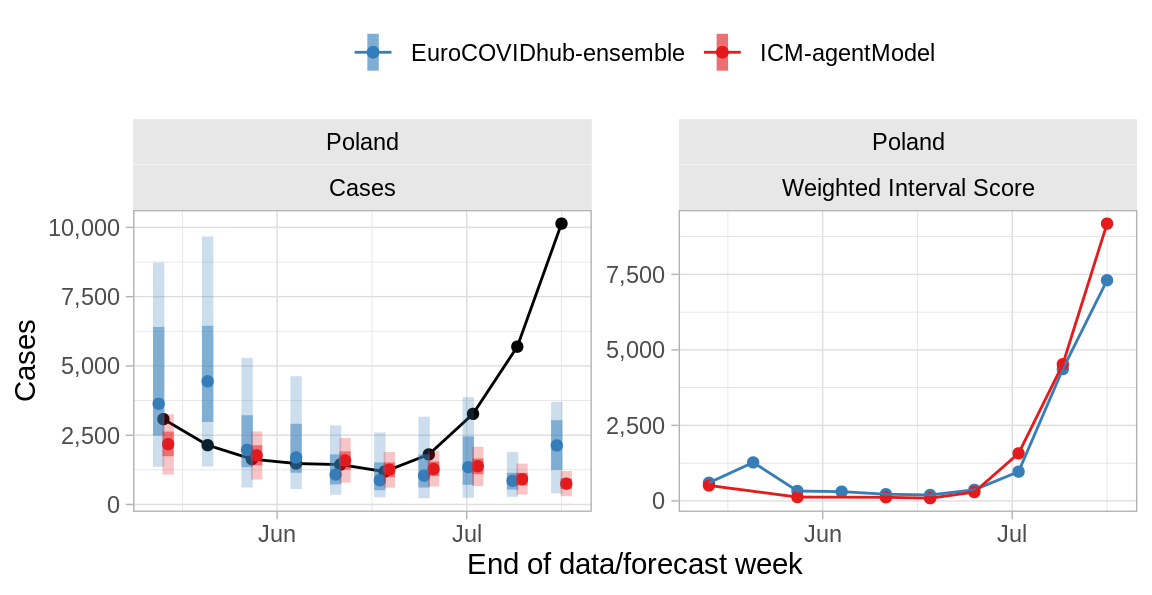 EuroCOVIDhub-ensemble ICM-agentModel
Poland Poland
Cases Weighted Interval Score
10,000
7,500
5,000
2,500
0
Cases
7,500
5,000
2,500
0
Jun Jul Jun Jul
End of data/forecast week